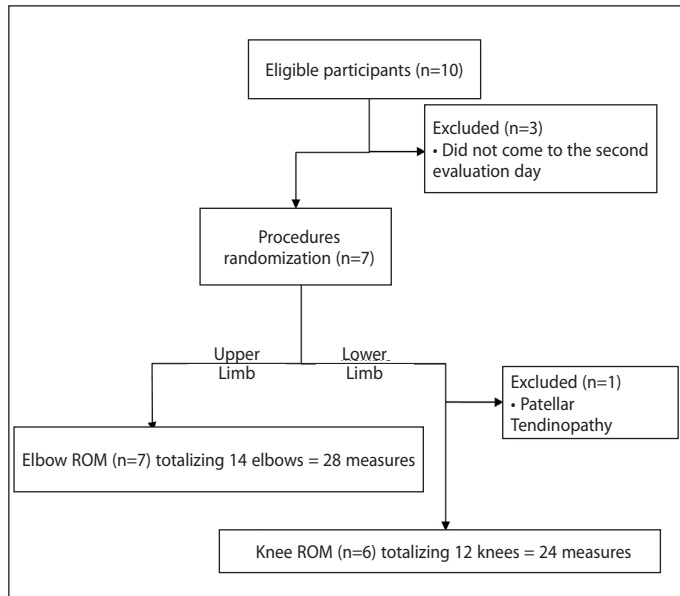 Eligible participants (n=10)
Excluded (n=3)
• Did not come to the second
evaluation day
Procedures
randomization (n=7)
Upper
Limb
Lower
Limb
Excluded (n=1)
• Patellar
Tendinopathy
Elbow ROM (n=7) totalizing 14 elbows = 28 measures
Knee ROM (n=6) totalizing 12 knees = 24 measures